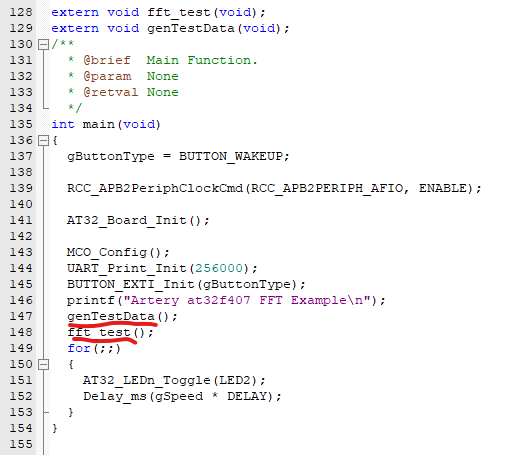 128 extern void fft_test(void);
129 extern void genTestData(void);
130 /**
131   * @brief  Main Function.
132   * @param  None
133   * @retval None
134   */
135 int main(void)
136 {
137   gButtonType = BUTTON_WAKEUP;
138
139   RCC_APB2PeriphClockCmd(RCC_APB2PERIPH_AFIO, ENABLE);
140
141   AT32_Board_Init();
142
143   MCO_Config();
144   UART_Print_Init(256000);
145   BUTTON_EXTI_Init(gButtonType);
146   printf("Artery at32f407 FFT Example\n");
147   genTestData();
148   fft_test();
149   for(;;)
150   {
151     AT32_LEDn_Toggle(LED2);
152     Delay_ms(gSpeed * DELAY);
153   }
154 }
155